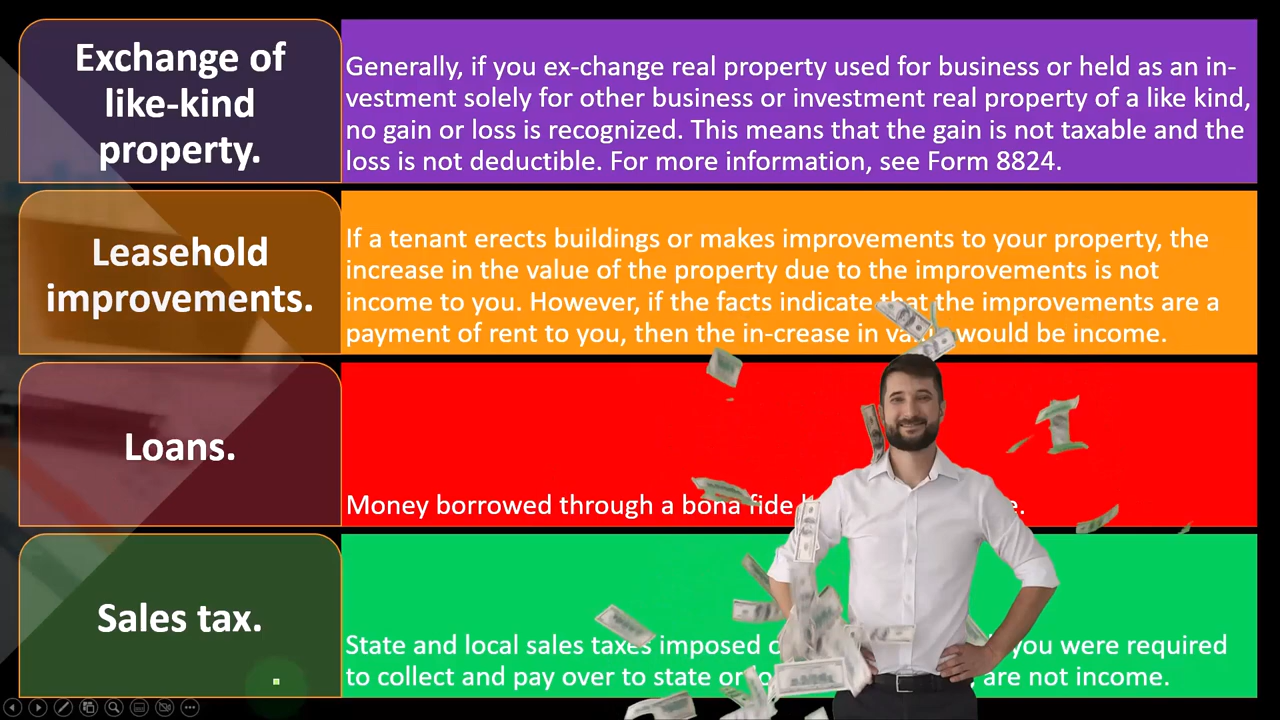 Exchange of
like-kind
property.
Generally, if you ex-change real property used for business or held as an in-
vestment solely for other business or investment real property of a like kind,
no gain or loss is recognized. This means that the gain is not taxable and the
loss is not deductible. For more information, see Form 8824.
Leasehold
improvements.
If a tenant erects buildings or makes improvements to your property, the
increase in the value of the property due to the improvements is not
income to you. However, if the facts indicate that the improvements are a
payment of rent to you, then the in-crease in value would be income.
Loans.
Money borrowed through a bona fide
Sales tax.
State and local sales taxes imposed you were required
to collect and pay over to state or are not income.